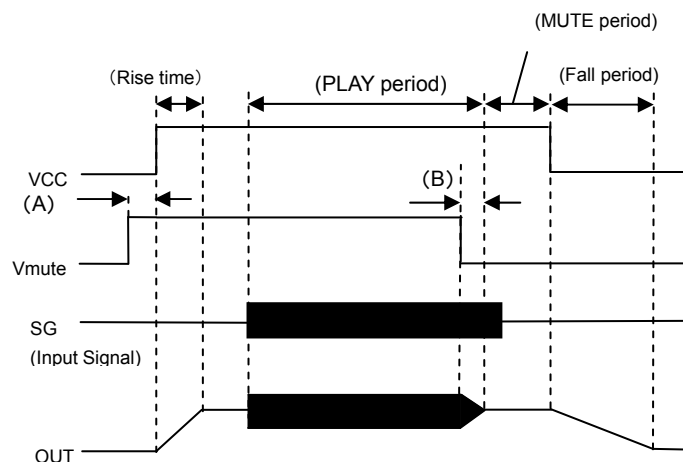 (MUTE period)
(Rise time)
(PLAY period)
(Fall period)
VCC
(A)
(B)
Vmute
SG
(Input Signal)
OUT